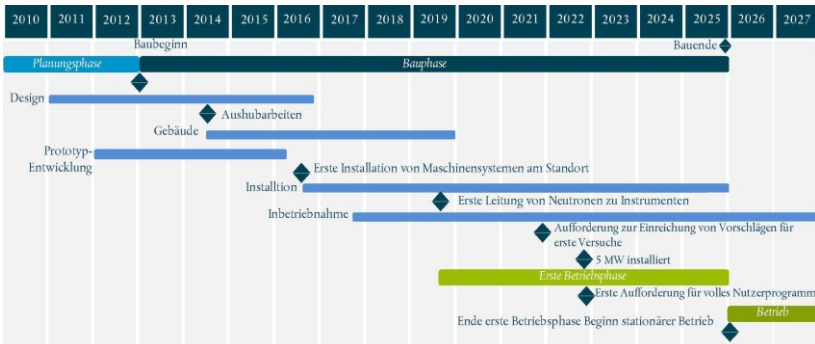 2010 2011 2012 2013 2014 2015 2016 2017 2018 2019 2020 2021 2022 2023 2024 2025 2026 2027
Baubeginn Bauende
Planungsphase Bauphase
Design
Aushubarbeiten
Gebäude
Prototyp-
Entwicklung
Erste Installation von Maschinensystemen am Standort
Installtion
Erste Leitung von Neutronen zu Instrumenten
Inbetriebnahme
Aufforderung zur Einreichung von Vorschlägen für
erste Versuche
5 MW installiert
Erste Betriebsphase
Erste Aufforderung für volles Nutzerprogramm
Betrieb
Ende erste Betriebsphase Beginn stationärer Betrieb